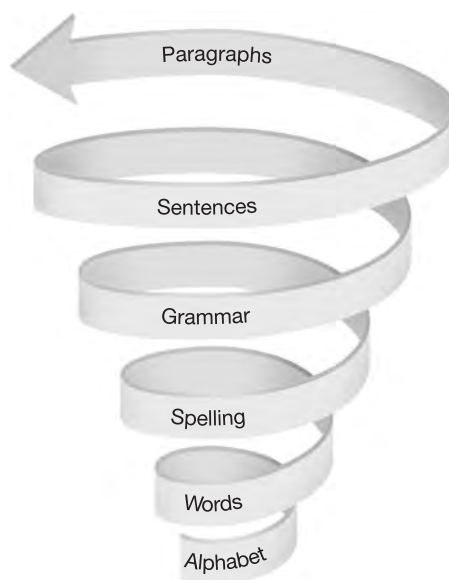 Paragraphs
Sentences
Grammar
Spelling
Words
Alphabet